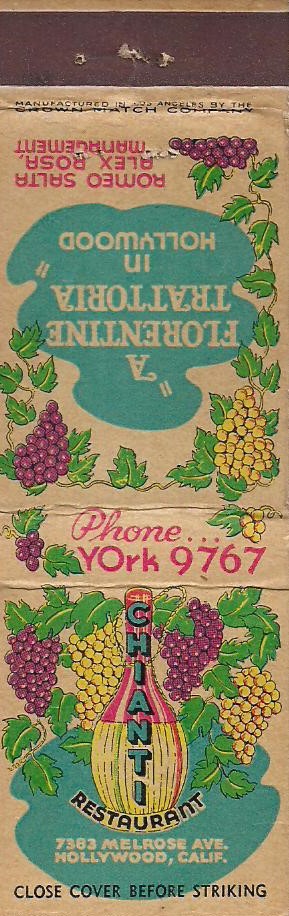 MANUFACTURED IN LOS ANGELES BY THE
CROWN MATCH COMPANY
ROMEO SALTA
ALEX ROSA,
MANAGEMENT
"A
FLORENTINE
TRATTORIA"
in
HOLLYWOOD
Phone...
YOrk 9767
CHIANTI
RESTAURANT
7383 MELROSE AVE.
HOLLYWOOD, CALIF.
CLOSE COVER BEFORE STRIKING